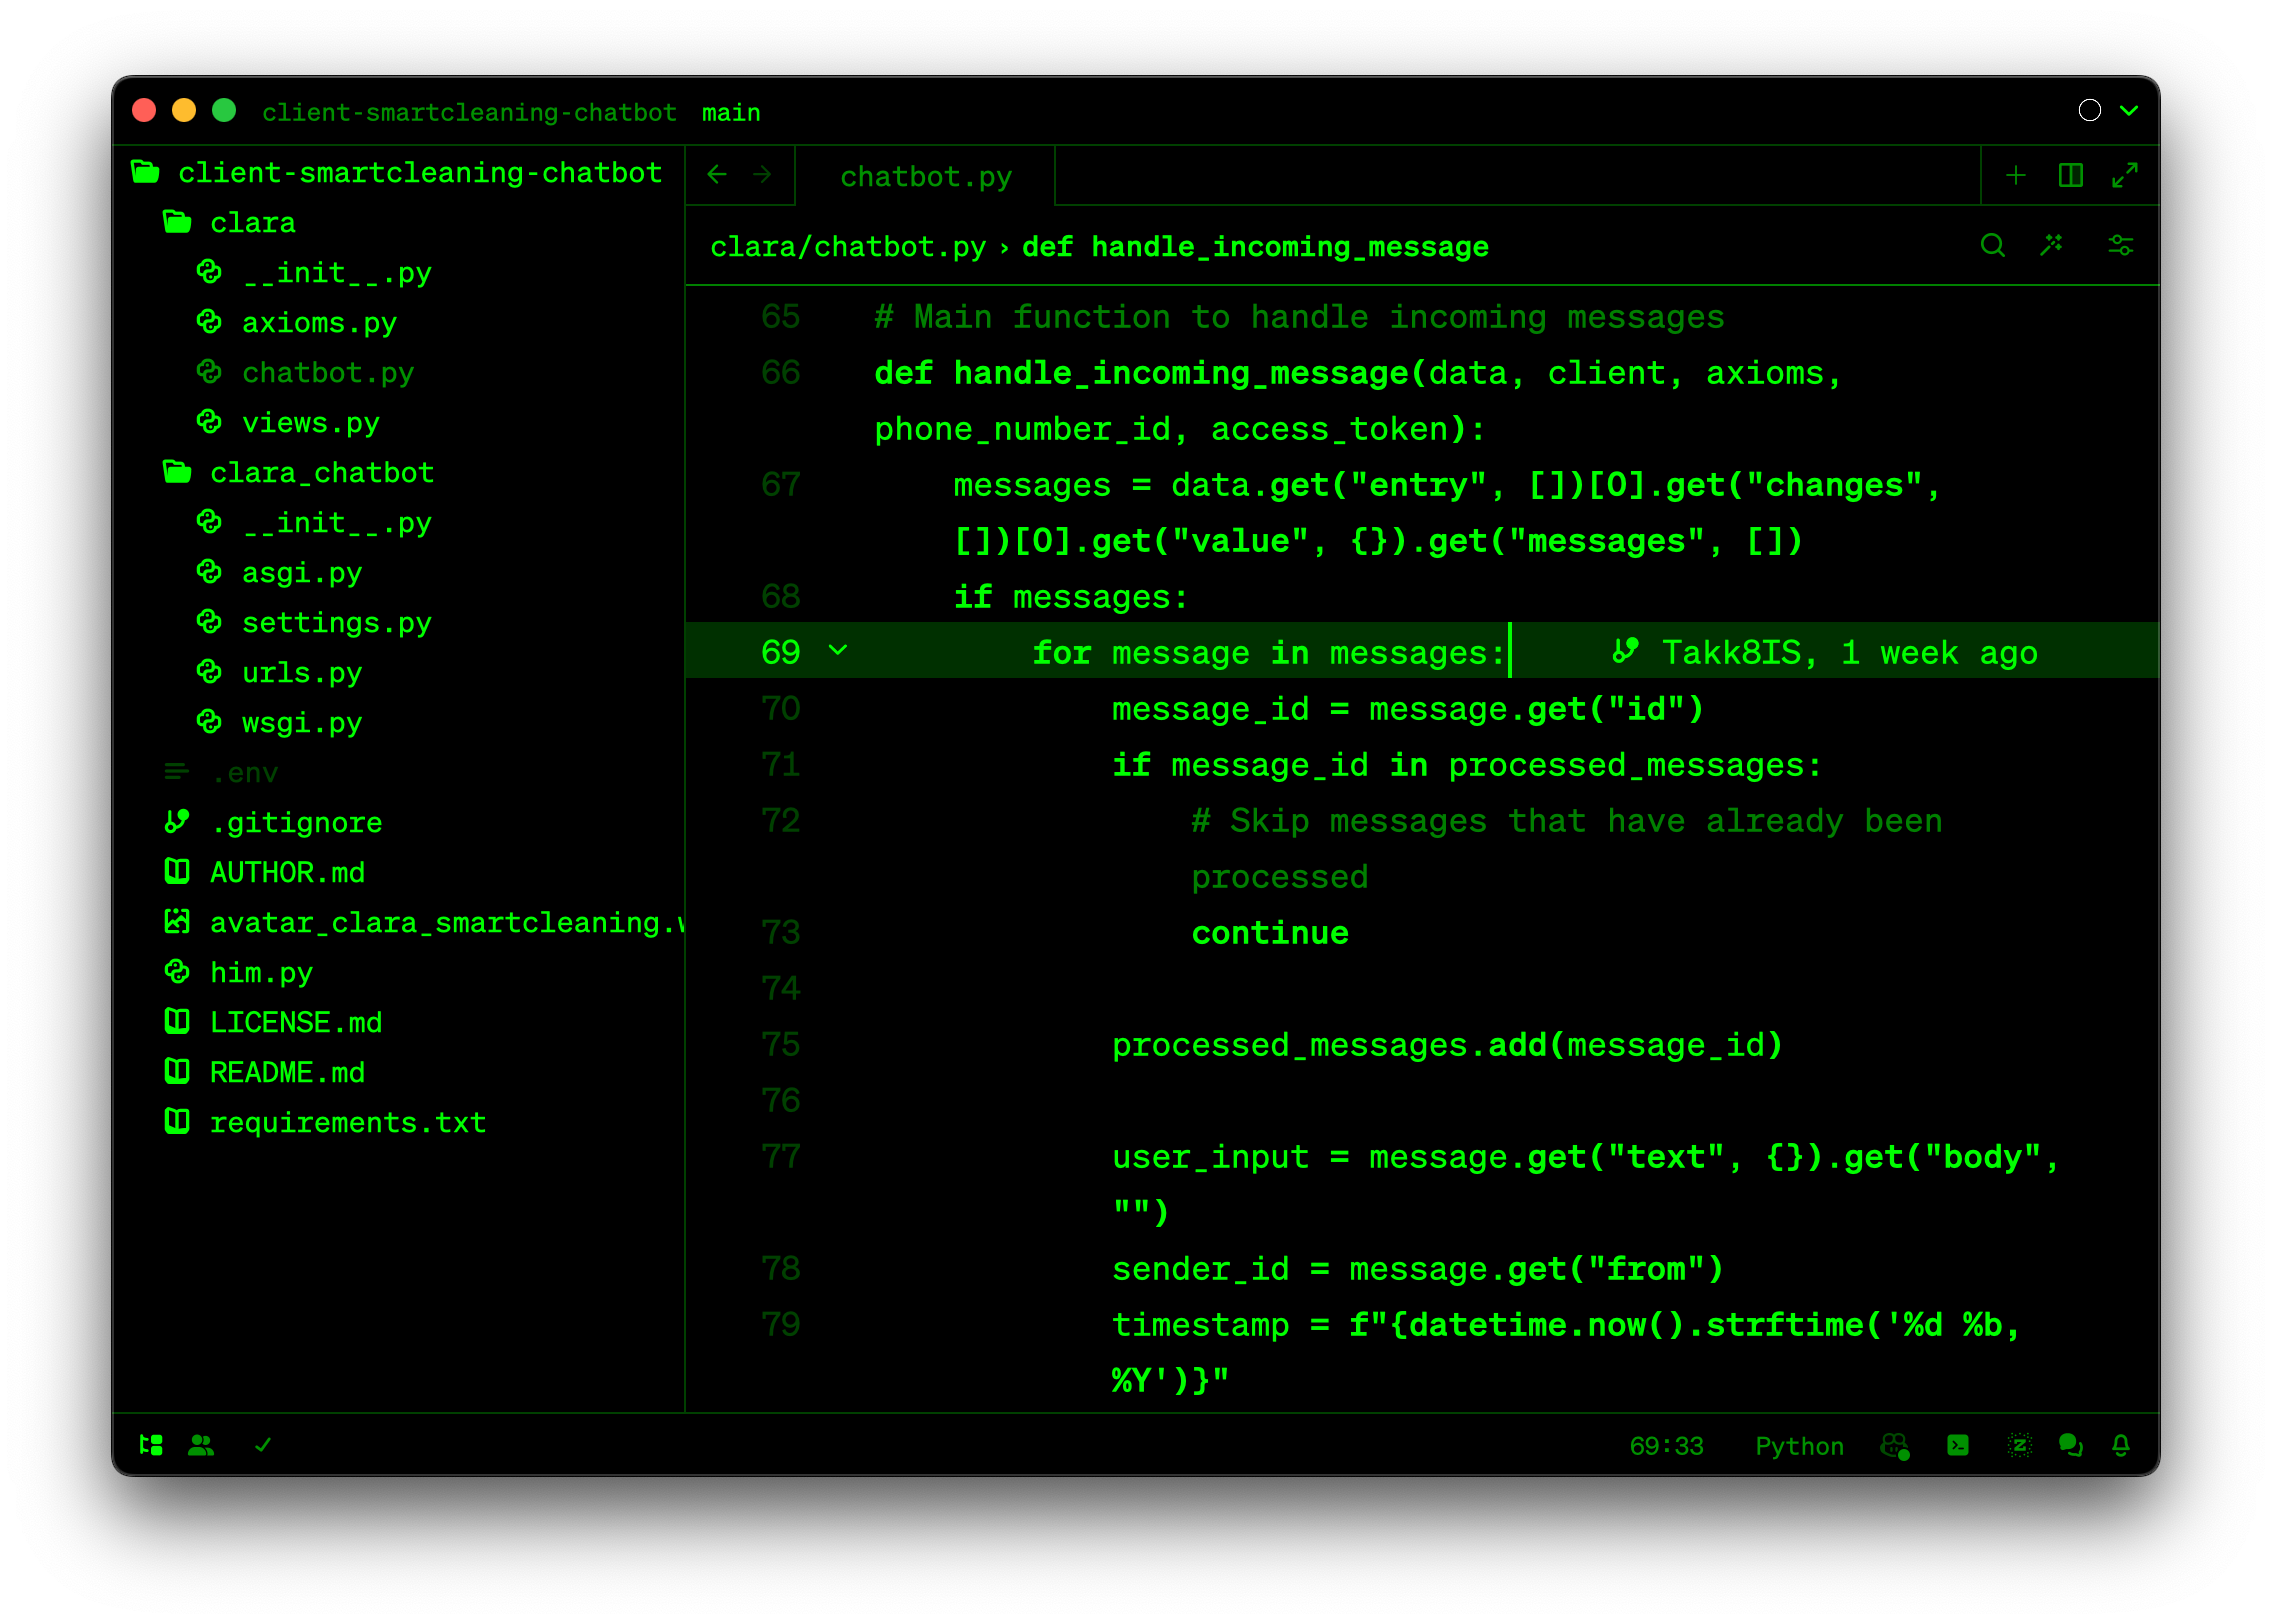 client-smartcleaning-chatbot main
client-smartcleaning-chatbot
clara
__init__.py
axioms.py
chatbot.py
views.py
clara_chatbot
__init__.py
asgi.py
settings.py
urls.py
wsgi.py
.env
.gitignore
AUTHOR.md
avatar_clara_smartcleaning.
him.py
LICENSE.md
README.md
requirements.txt
chatbot.py
clara/chatbot.py › def handle_incoming_message
65 # Main function to handle incoming messages
66 def handle_incoming_message(data, client, axioms,
phone_number_id, access_token):
67 messages = data.get("entry", [])[0].get("changes",
[])[0].get("value", {}).get("messages", [])
68 if messages:
69 for message in messages: Takk8IS, 1 week ago
70 message_id = message.get("id")
71 if message_id in processed_messages:
72 # Skip messages that have already been
processed
73 continue
74
75 processed_messages.add(message_id)
76
77 user_input = message.get("text", {}).get("body",
"")
78 sender_id = message.get("from")
79 timestamp = f"{datetime.now().strftime('%d %b,
%Y')}"
69:33 Python